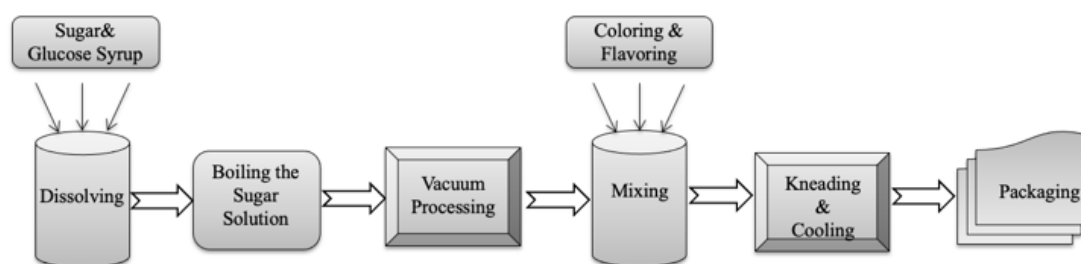 Sugar&
Glucose Syrup
Coloring &
Flavoring
Dissolving
Boiling the
Sugar
Solution
Vacuum
Processing
Mixing
Kneading
&
Cooling
Packaging